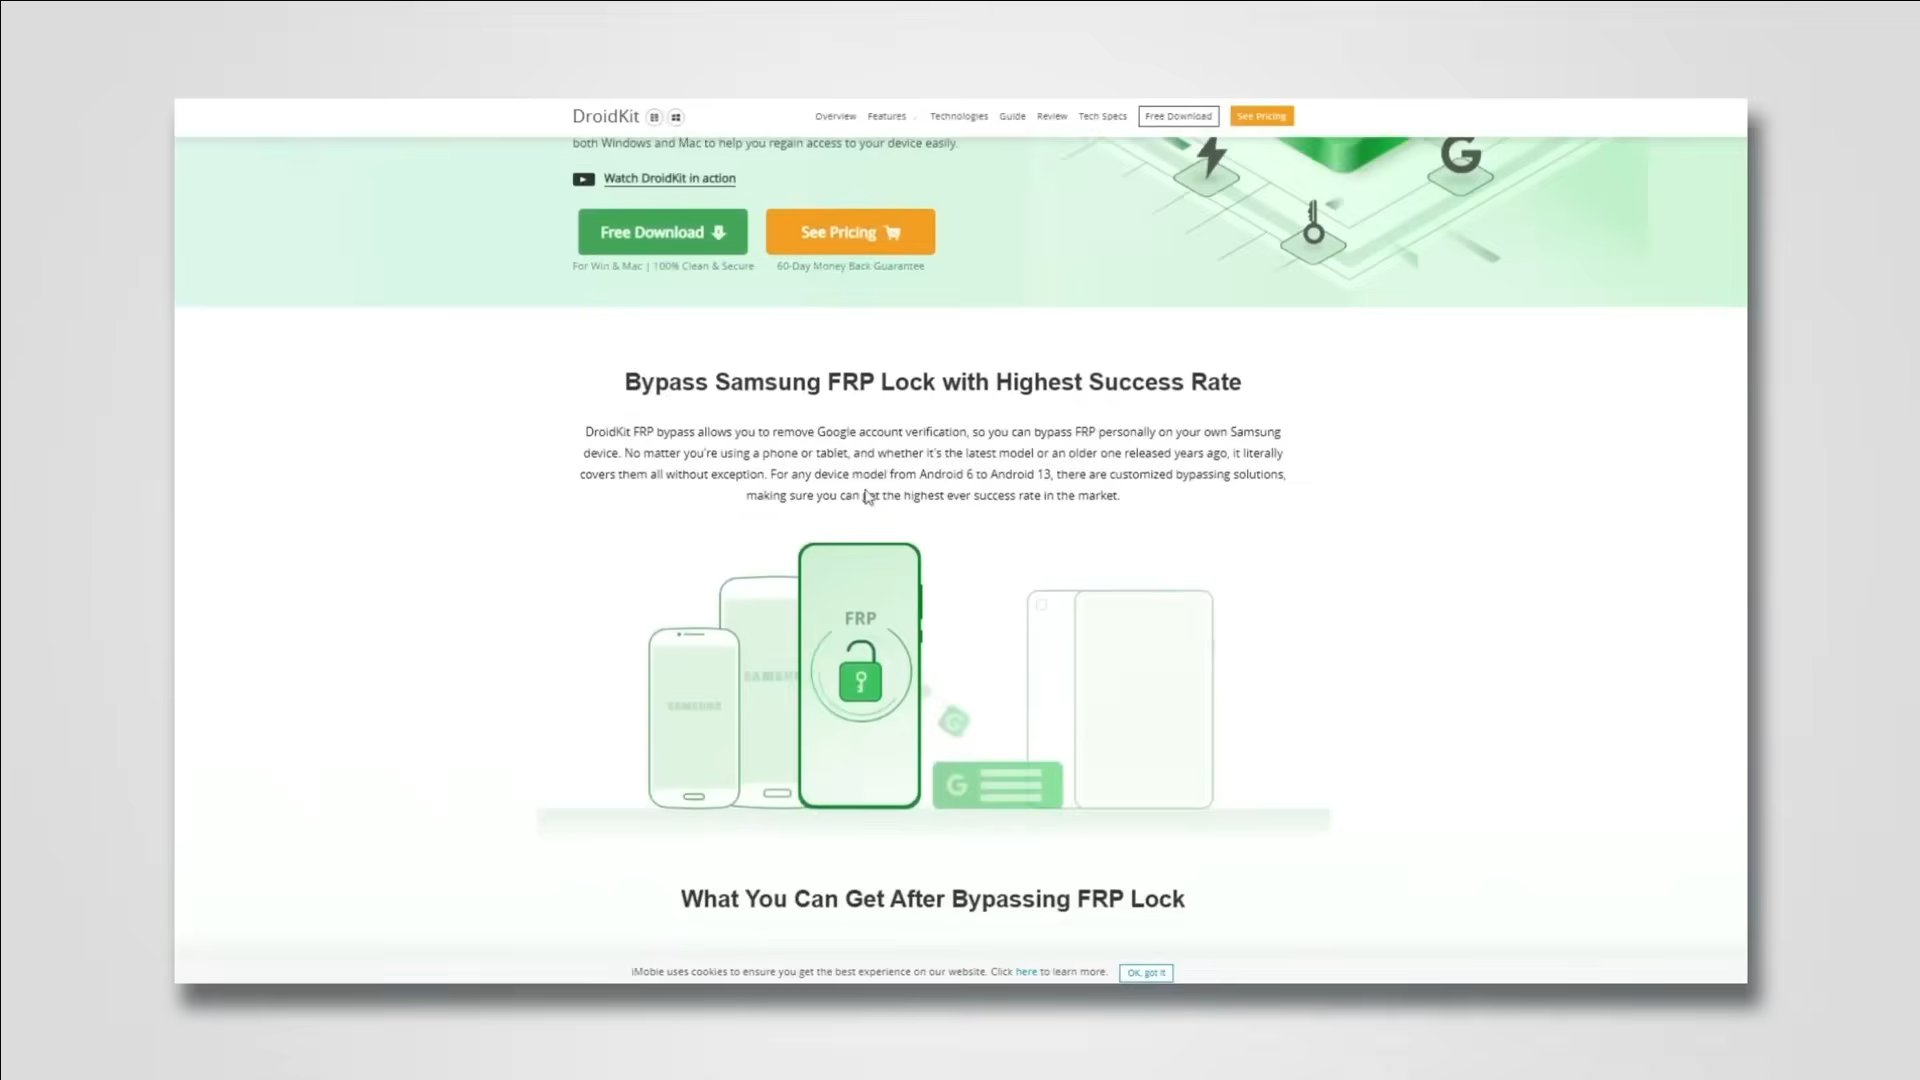 DroidKit
Overview Features Technologies Guide Review Tech Specs Free Download See Pricing
both Windows and Mac to help you regain access to your device easily.
Watch DroidKit in action
Free Download See Pricing
For Win & Mac | 100% Clean & Secure 60-Day Money Back Guarantee
Bypass Samsung FRP Lock with Highest Success Rate
DroidKit FRP bypass allows you to remove Google account verification, so you can bypass FRP personally on your own Samsung
device. No matter you're using a phone or tablet, and whether it's the latest model or an older one released years ago, it literally
covers them all without exception. For any device model from Android 6 to Android 13, there are customized bypassing solutions,
making sure you can the highest ever success rate in the market.
FRP
SAMSUNG
G
G
What You Can Get After Bypassing FRP Lock
iMobie uses cookies to ensure you get the best experience on our website. Click here to learn more. OK, got it